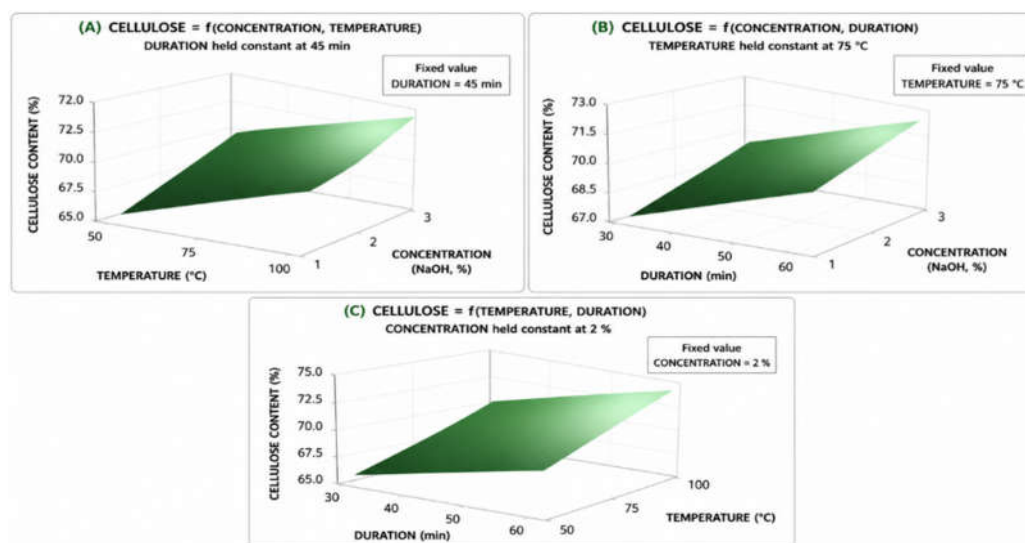 (A) CELLULOSE = f(CONCENTRATION, TEMPERATURE)
DURATION held constant at 45 min
Fixed value
DURATION = 45 min
CELLULOSE CONTENT (%)
72.0
72.5
70.0
67.5
65.0
50
75
100
TEMPERATURE (°C)
1
2
3
CONCENTRATION
(NaOH, %)
(B) CELLULOSE = f(CONCENTRATION, DURATION)
TEMPERATURE held constant at 75 °C
Fixed value
TEMPERATURE = 75 °C
CELLULOSE CONTENT (%)
73.0
71.5
70.0
68.5
67.0
30
40
50
60
DURATION (min)
1
2
3
CONCENTRATION
(NaOH, %)
(C) CELLULOSE = f(TEMPERATURE, DURATION)
CONCENTRATION held constant at 2 %
Fixed value
CONCENTRATION = 2 %
CELLULOSE CONTENT (%)
75.0
72.5
70.0
67.5
65.0
30
40
50
60
DURATION (min)
50
75
100
TEMPERATURE (°C)